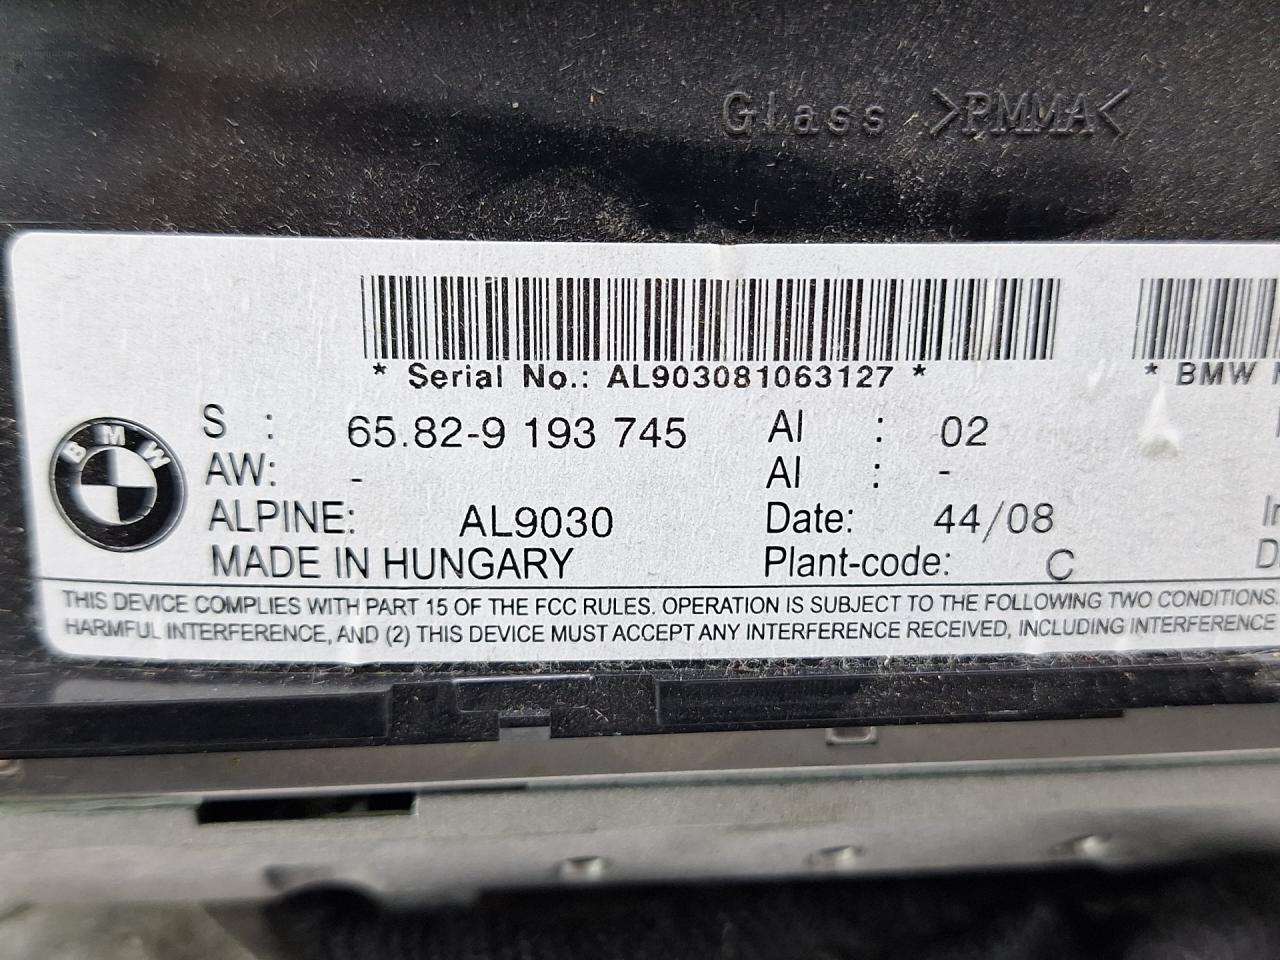 Glass >PMMA<
* Serial No.: AL903081063127 * * BMW
S : 65.82-9 193 745 AI : 02
AW: - AI : -
ALPINE: AL9030 Date: 44/08
MADE IN HUNGARY Plant-code: C
THIS DEVICE COMPLIES WITH PART 15 OF THE FCC RULES. OPERATION IS SUBJECT TO THE FOLLOWING TWO CONDITIONS.
HARMFUL INTERFERENCE, AND (2) THIS DEVICE MUST ACCEPT ANY INTERFERENCE RECEIVED, INCLUDING INTERFERENCE
BMW